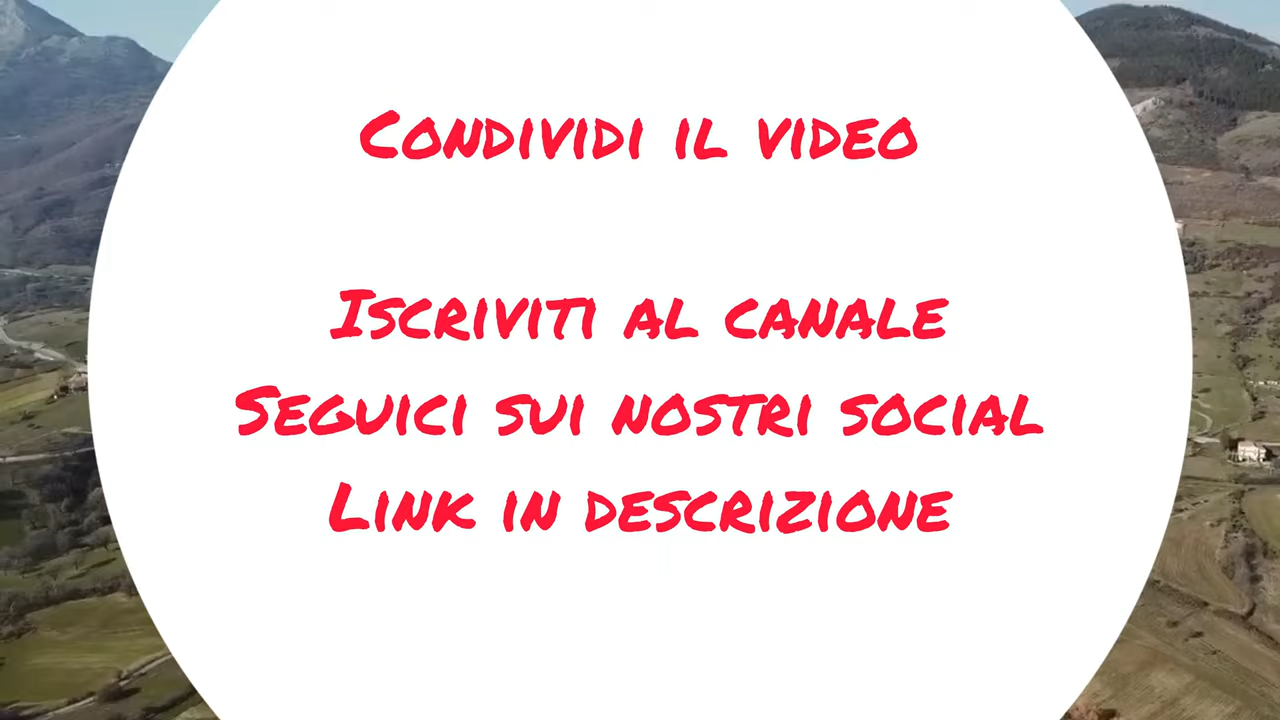 Condividi il video
Iscriviti al canale
Seguici sui nostri social
Link in descrizione